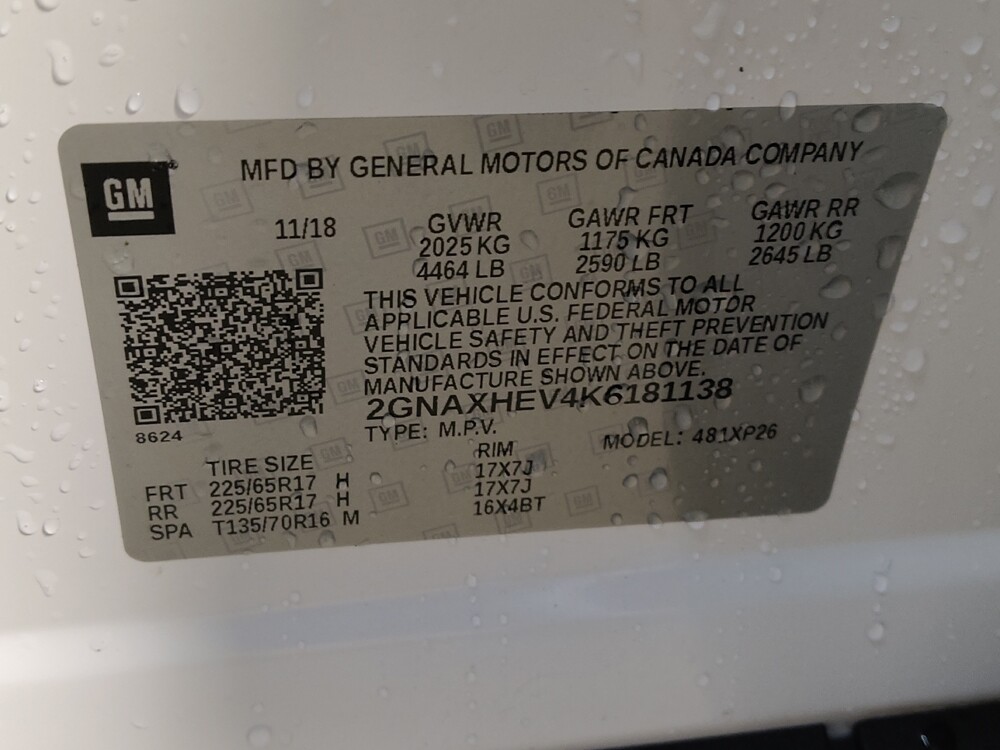 GM
MFD BY GENERAL MOTORS OF CANADA COMPANY
11/18
GVWR
2025 KG
4464 LB
GAWR FRT
1175 KG
2590 LB
GAWR RR
1200 KG
2645 LB
THIS VEHICLE CONFORMS TO ALL
APPLICABLE U.S. FEDERAL MOTOR
VEHICLE SAFETY AND THEFT PREVENTION
STANDARDS IN EFFECT ON THE DATE OF
MANUFACTURE SHOWN ABOVE.
2GNAXHEV4K6181138
TYPE: M.P.V. MODEL: 481XP26
8624
TIRE SIZE RIM
FRT 225/65R17 H 17X7J
RR 225/65R17 H 17X7J
SPA T135/70R16 M 16X4BT